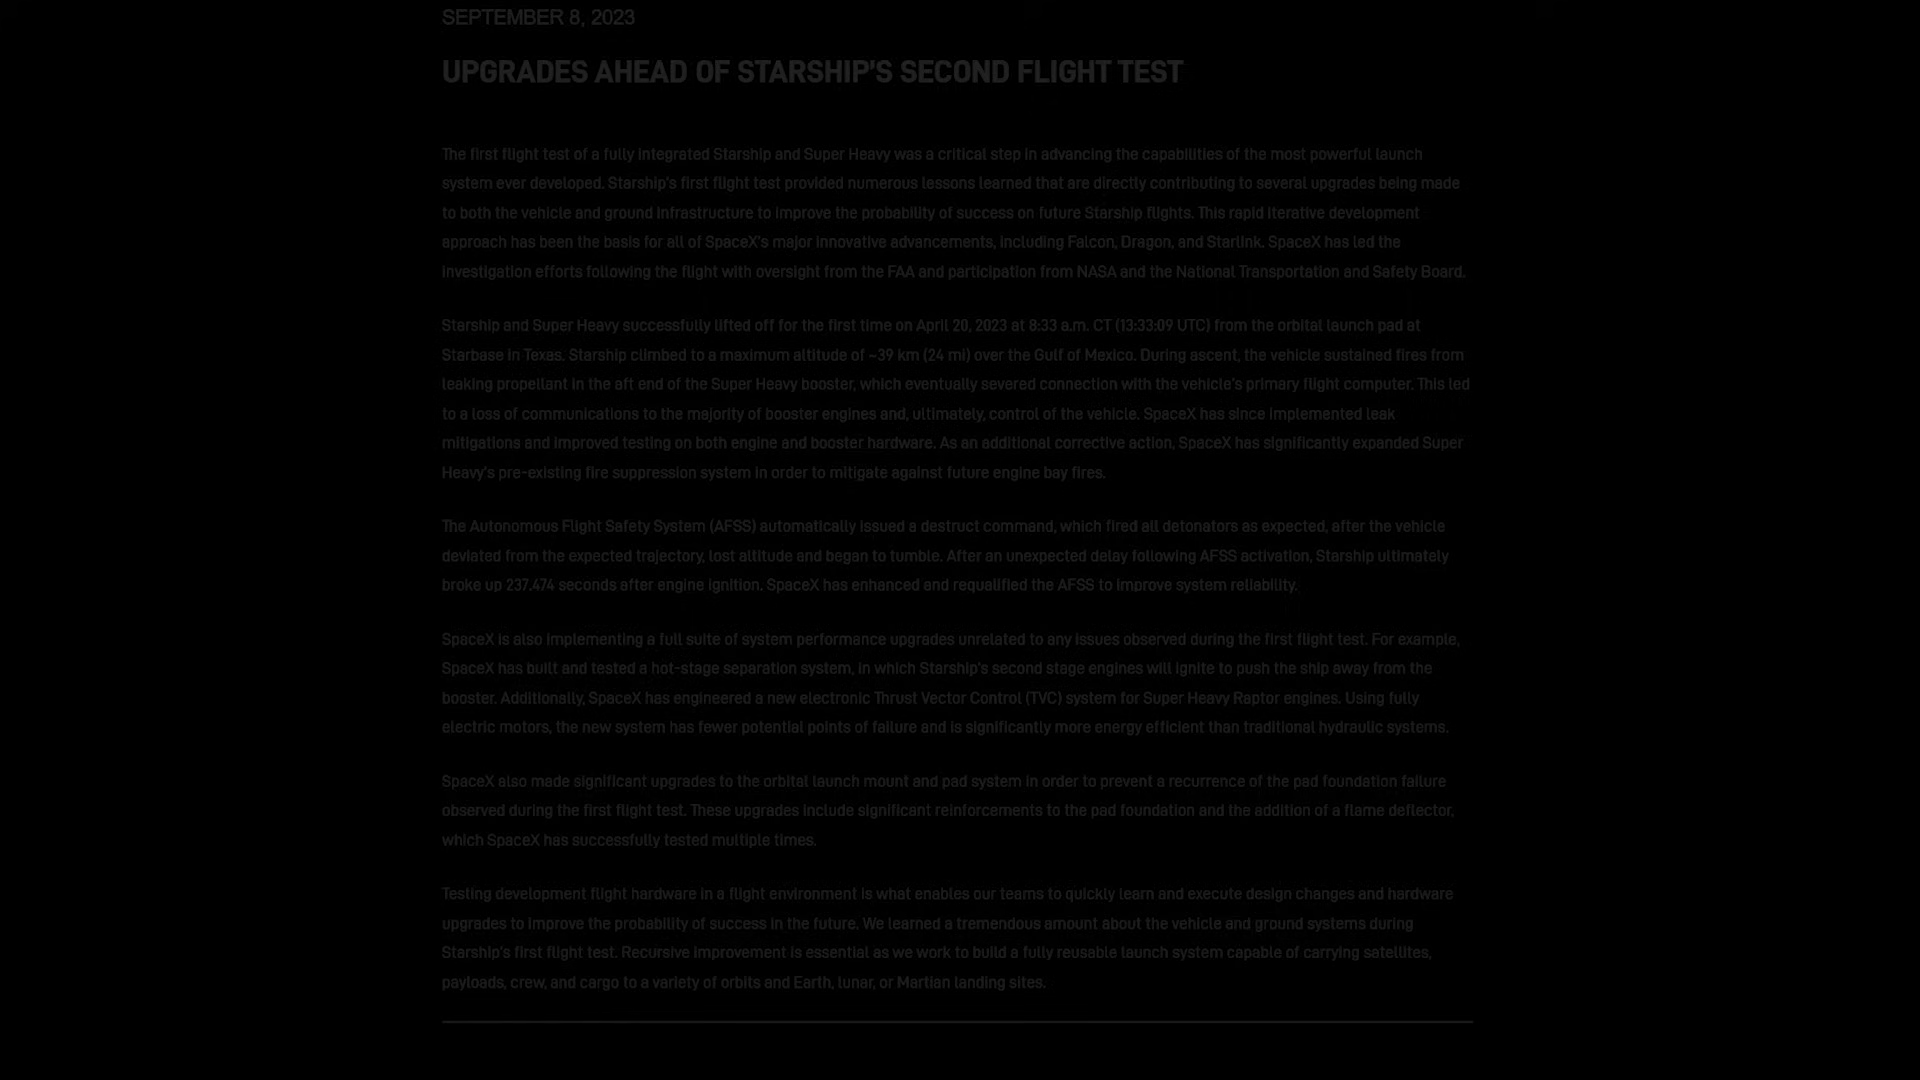 SEPTEMBER 8, 2023
UPGRADES AHEAD OF STARSHIP'S SECOND FLIGHT TEST
The first flight test of a fully integrated Starship and Super Heavy was a critical step in advancing the capabilities of the most powerful launch
system ever developed. Starship's first flight test provided numerous lessons learned that are directly contributing to several upgrades being made
to both the vehicle and ground infrastructure to improve the probability of success on future Starship flights. This rapid iterative development
approach has been the basis for all of SpaceX's major innovative advancements, including Falcon, Dragon, and Starlink. SpaceX has led the
investigation efforts following the flight with oversight from the FAA and participation from NASA and the National Transportation and Safety Board.
Starship and Super Heavy successfully lifted off for the first time on April 20, 2023 at 8:33 a.m. CT (13:33:09 UTC) from the orbital launch pad at
Starbase in Texas. Starship climbed to a maximum altitude of ~39 km (24 mi) over the Gulf of Mexico. During ascent, the vehicle sustained fires from
leaking propellant in the aft end of the Super Heavy booster, which eventually severed connection with the vehicle's primary flight computer. This led
to a loss of communications to the majority of booster engines and, ultimately, control of the vehicle. SpaceX has since implemented leak
mitigations and improved testing on both engine and booster hardware. As an additional corrective action, SpaceX has significantly expanded Super
Heavy's pre-existing fire suppression system in order to mitigate against future engine bay fires.
The Autonomous Flight Safety System (AFSS) automatically issued a destruct command, which fired all detonators as expected, after the vehicle
deviated from the expected trajectory, lost altitude and began to tumble. After an unexpected delay following AFSS activation, Starship ultimately
broke up 237.474 seconds after engine ignition. SpaceX has enhanced and requalified the AFSS to improve system reliability.
SpaceX is also implementing a full suite of system performance upgrades unrelated to any issues observed during the first flight test. For example,
SpaceX has built and tested a hot-stage separation system, in which Starship's second stage engines will ignite to push the ship away from the
booster. Additionally, SpaceX has engineered a new electronic Thrust Vector Control (TVC) system for Super Heavy Raptor engines. Using fully
electric motors, the new system has fewer potential points of failure and is significantly more energy efficient than traditional hydraulic systems.
SpaceX also made significant upgrades to the orbital launch mount and pad system in order to prevent a recurrence of the pad foundation failure
observed during the first flight test. These upgrades include significant reinforcements to the pad foundation and the addition of a flame deflector,
which SpaceX has successfully tested multiple times.
Testing development flight hardware in a flight environment is what enables our teams to quickly learn and execute design changes and hardware
upgrades to improve the probability of success in the future. We learned a tremendous amount about the vehicle and ground systems during
Starship's first flight test. Recursive improvement is essential as we work to build a fully reusable launch system capable of carrying satellites,
payloads, crew, and cargo to a variety of orbits and Earth, lunar, or Martian landing sites.